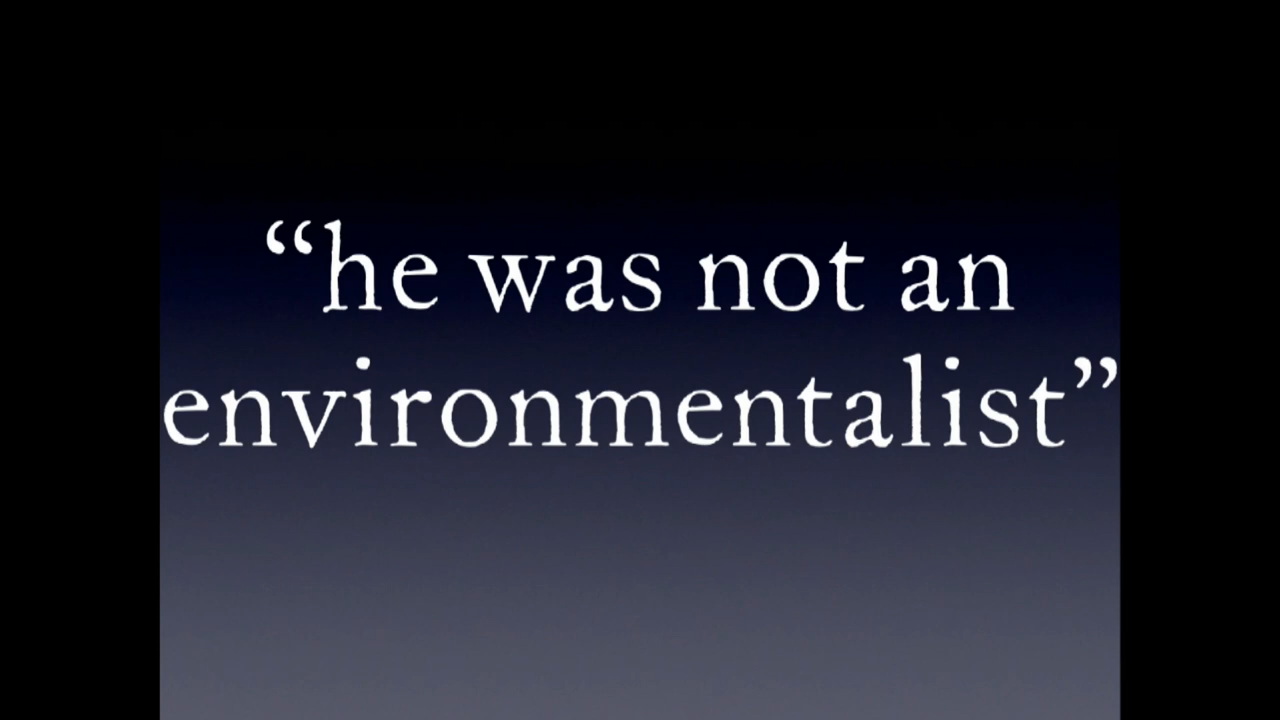 “he was not an
environmentalist”